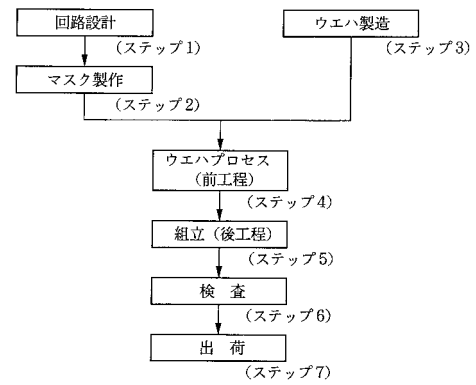 回路設計
(ステップ1)
マスク製作
(ステップ2)
ウエハ製造
(ステップ3)
ウエハプロセス
(前工程)
(ステップ4)
組立(後工程)
(ステップ5)
検 査
(ステップ6)
出 荷
(ステップ7)